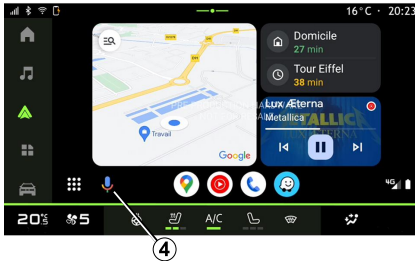 16°C · 20:23
Domicile
27 min
Tour Eiffel
38 min
Travail
Google
Lux Æterna
Metallica
4G
20°5
5
A/C
4